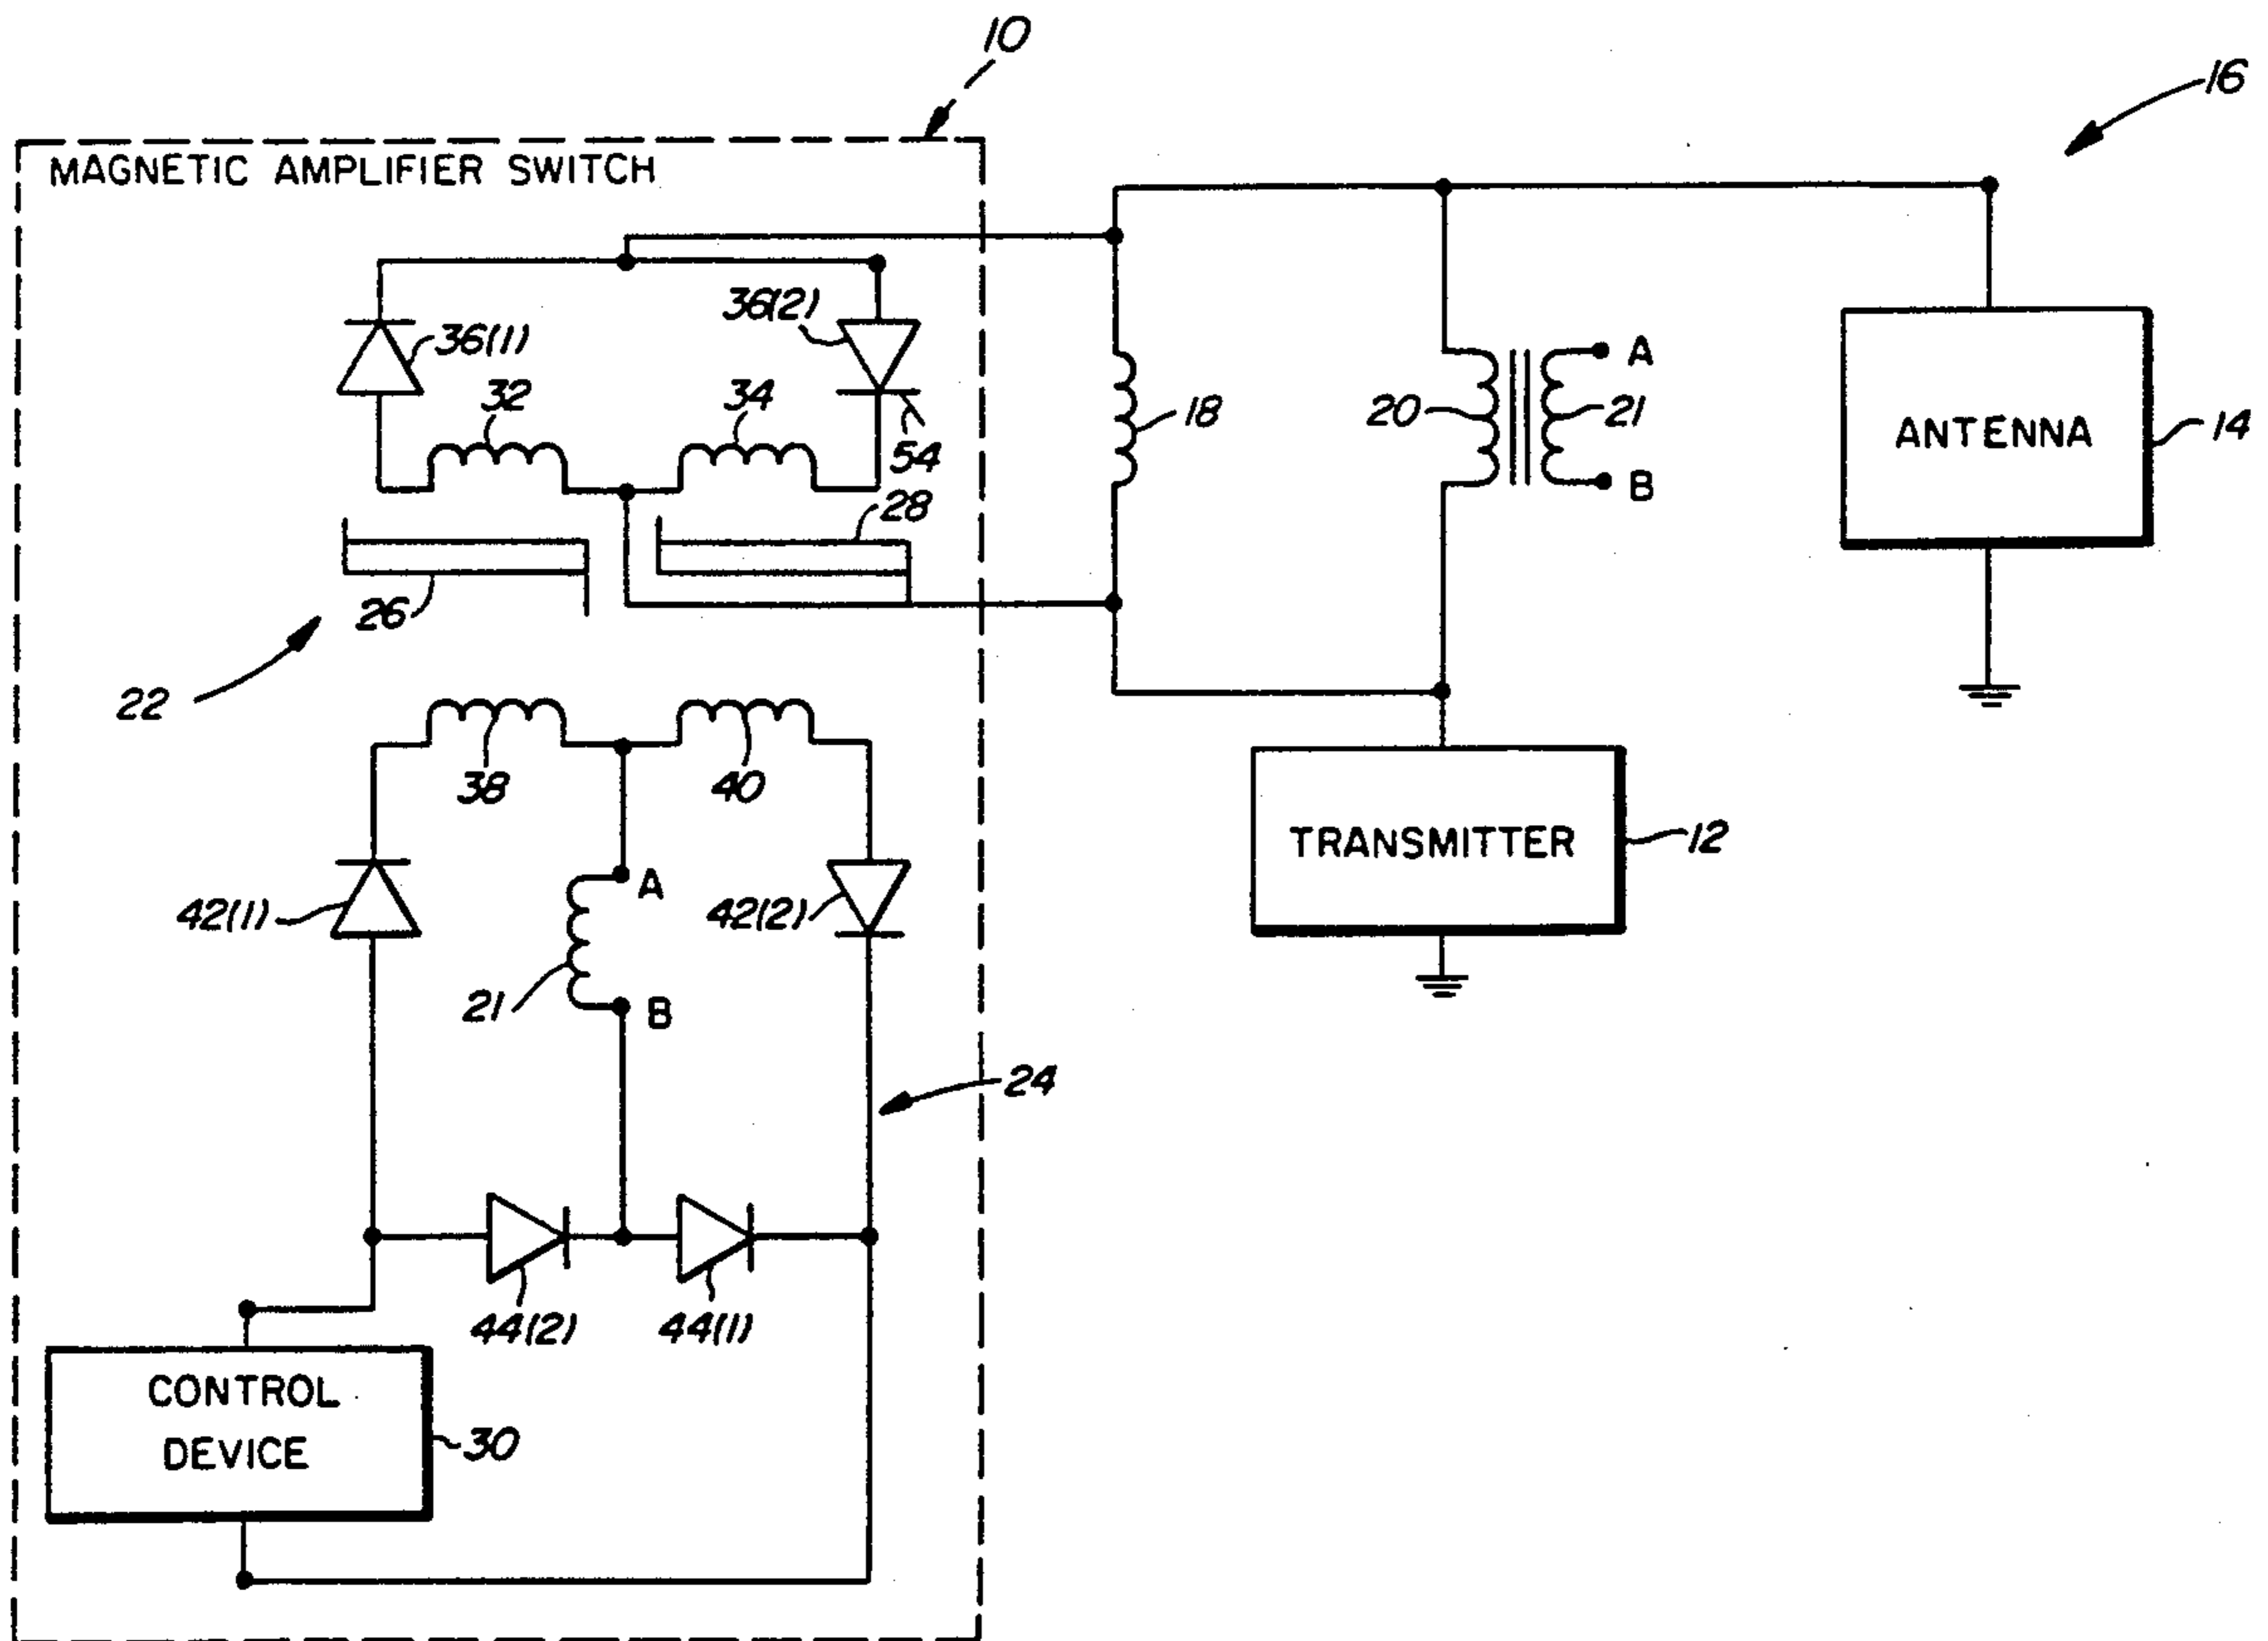 10
16
MAGNETIC AMPLIFIER SWITCH
36(2)
36(1)
32
34
54
18
20
A
21
B
ANTENNA
14
28
26
22
38
40
TRANSMITTER
12
42(1)
A
42(2)
21
B
24
44(2)
44(1)
CONTROL
DEVICE
30